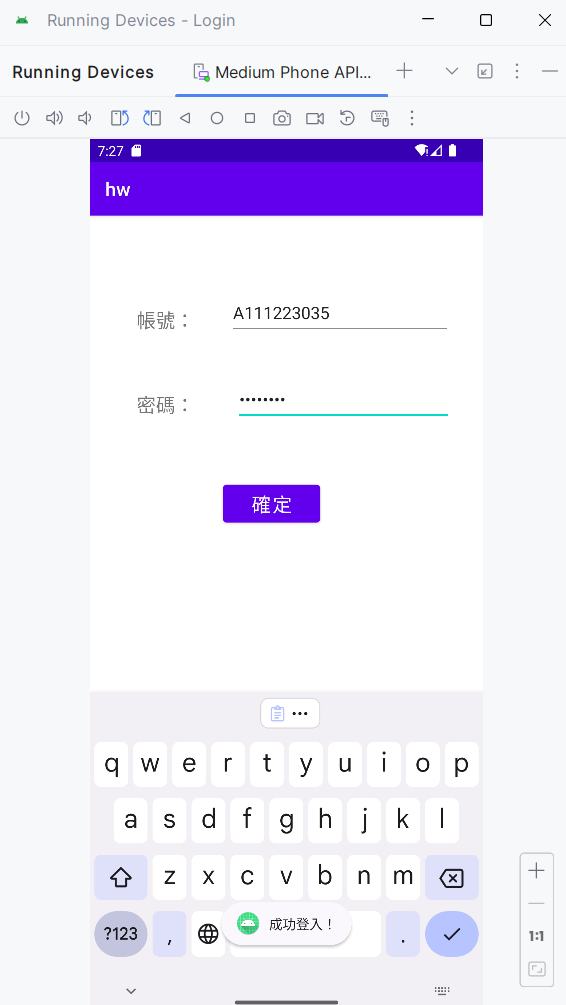 Running Devices - Login
Running Devices
Medium Phone API...
7:27
hw
帳號：
A111223035
密碼：
••••••••
確定
q w e r t y u i o p
a s d f g h j k l
z x c v b n m
?123 , .
成功登入！
1:1